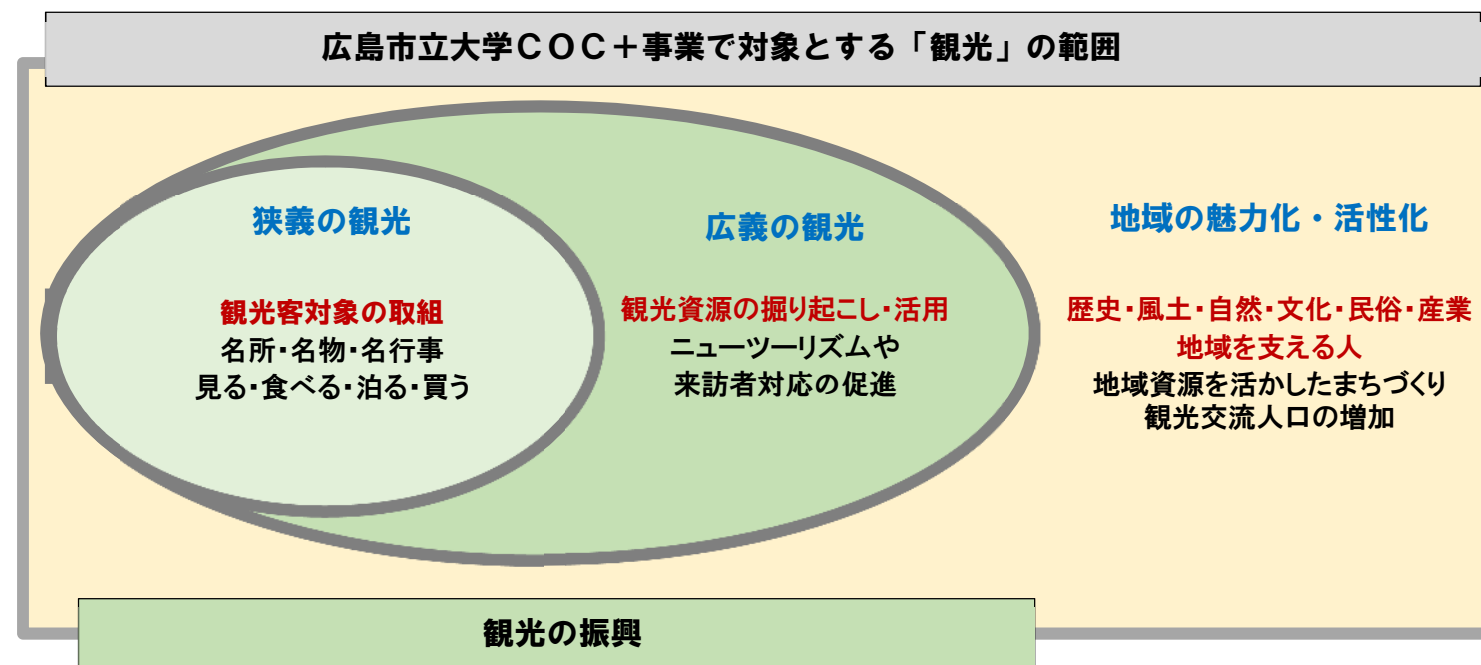 広島市立大学COC+事業で対象とする「観光」の範囲
狭義の観光
観光客対象の取組
名所・名物・名行事
見る・食べる・泊る・買う
広義の観光
観光資源の掘り起こし・活用
ニューツーリズムや
来訪者対応の促進
地域の魅力化・活性化
歴史・風土・自然・文化・民俗・産業
地域を支える人
地域資源を活かしたまちづくり
観光交流人口の増加
観光の振興